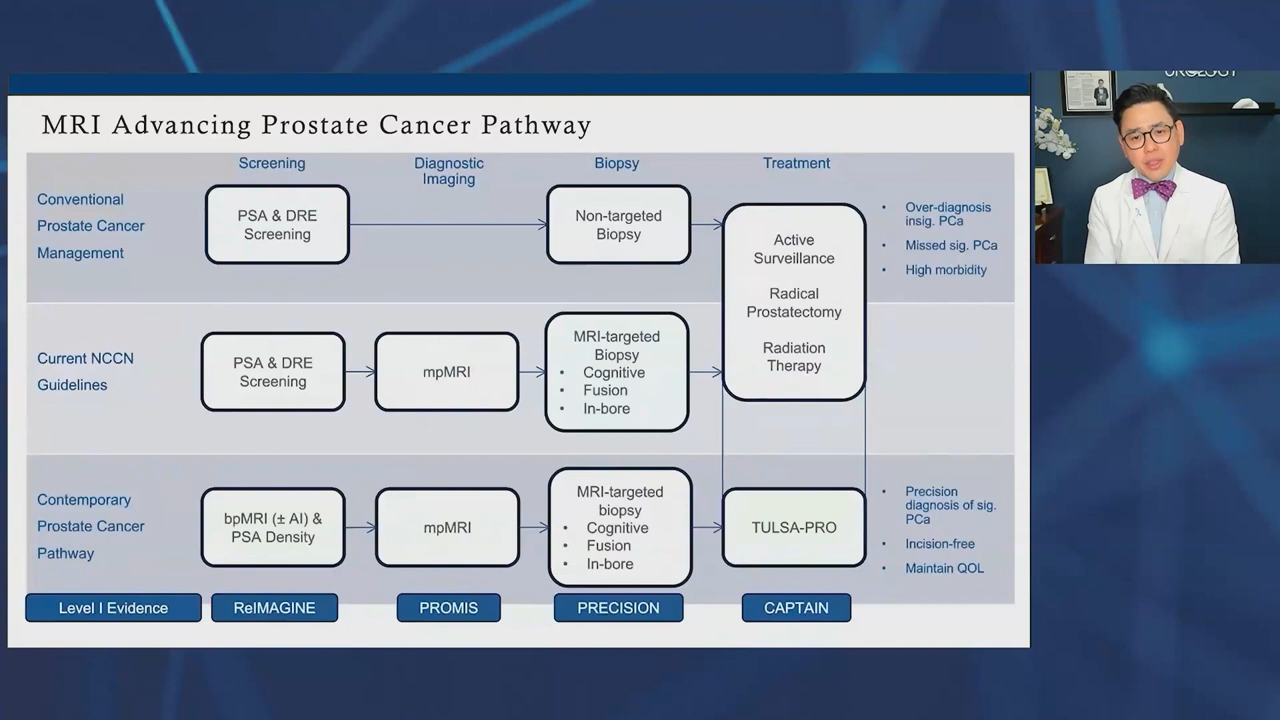 MRI Advancing Prostate Cancer Pathway
Screening
Diagnostic
Imaging
Biopsy
Treatment
Conventional
Prostate Cancer
Management
PSA & DRE
Screening
Non-targeted
Biopsy
Active
Surveillance
Radical
Prostatectomy
Radiation
Therapy
• Over-diagnosis
insig. PCa
• Missed sig. PCa
• High morbidity
Current NCCN
Guidelines
PSA & DRE
Screening
mpMRI
MRI-targeted
Biopsy
• Cognitive
• Fusion
• In-bore
Contemporary
Prostate Cancer
Pathway
bpMRI (± AI) &
PSA Density
mpMRI
MRI-targeted
biopsy
• Cognitive
• Fusion
• In-bore
TULSA-PRO
• Precision
diagnosis of sig.
PCa
• Incision-free
• Maintain QOL
Level I Evidence
ReIMAGINE
PROMIS
PRECISION
CAPTAIN
UROLOGY